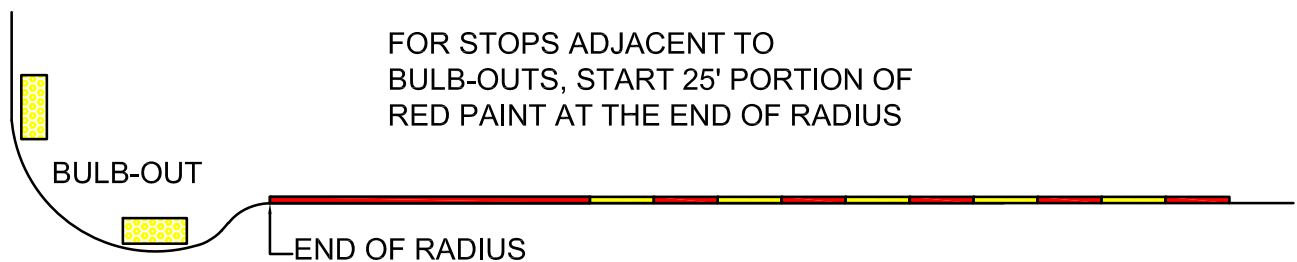 FOR STOPS ADJACENT TO
BULB-OUTS, START 25' PORTION OF
RED PAINT AT THE END OF RADIUS
BULB-OUT
END OF RADIUS